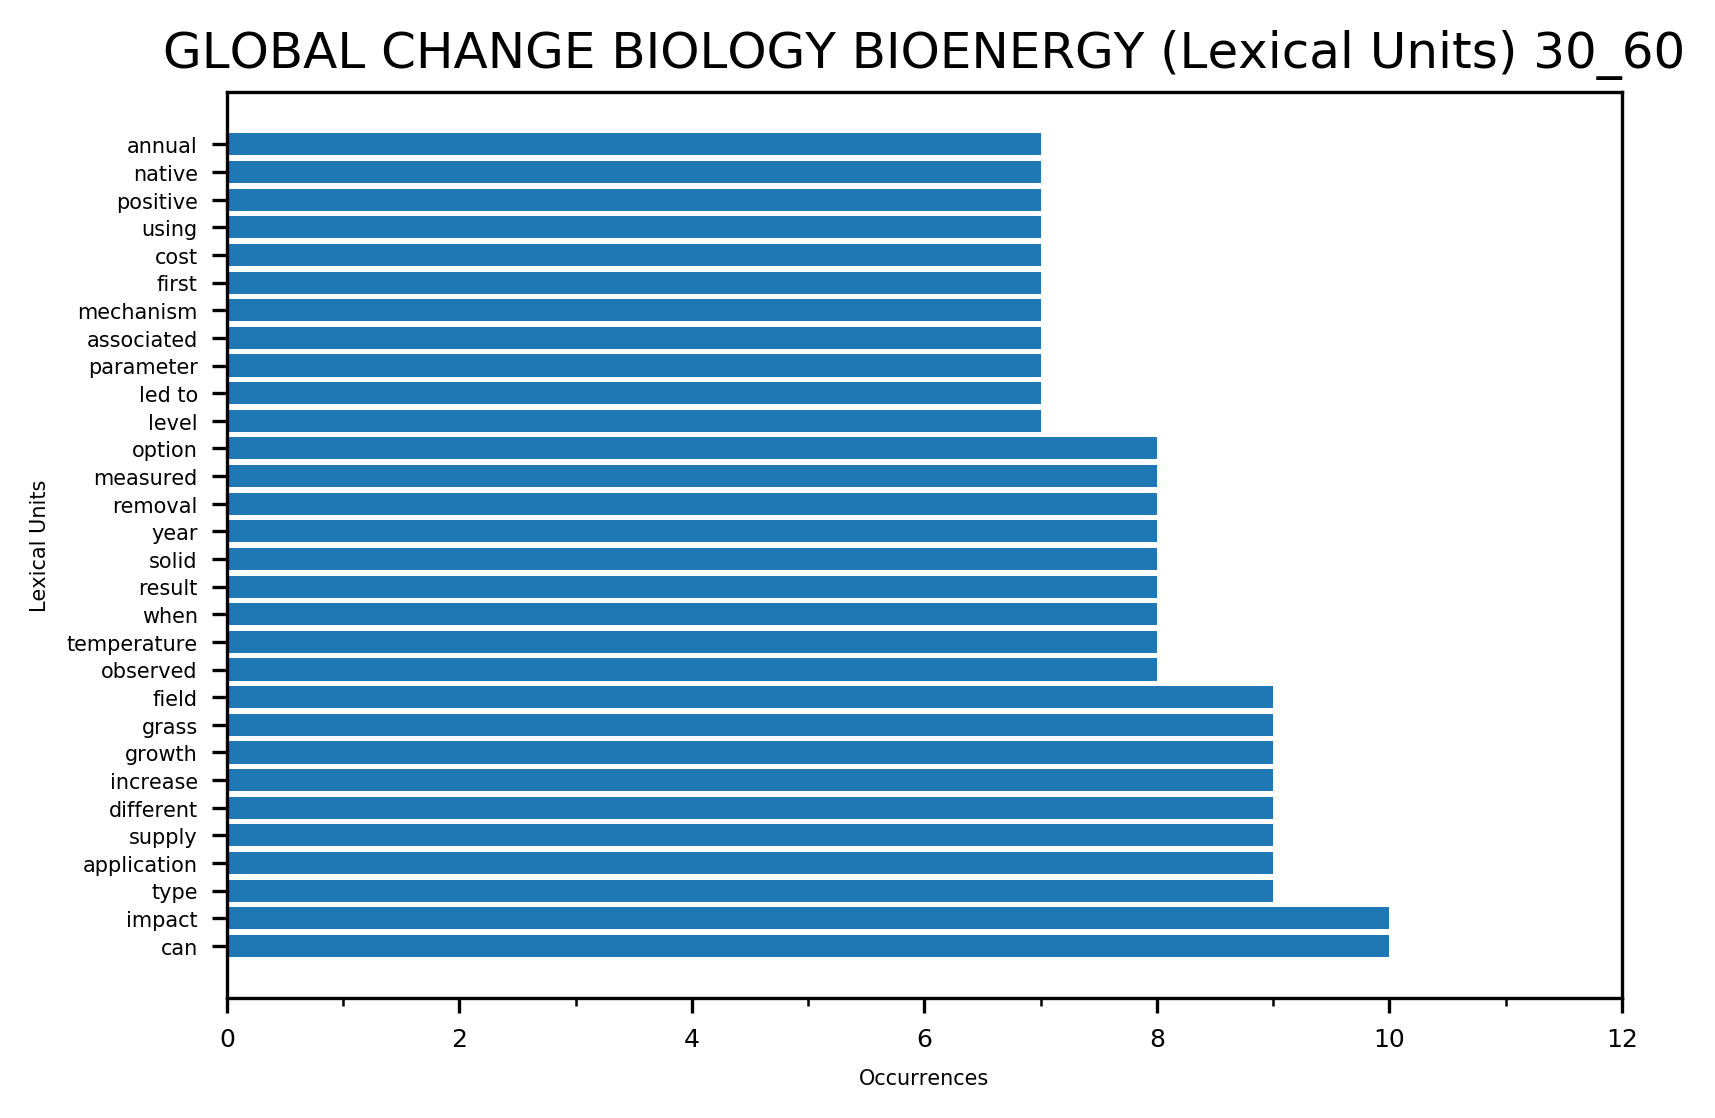 GLOBAL CHANGE BIOLOGY BIOENERGY (Lexical Units) 30_60
annual
native
positive
using
cost
first
mechanism
associated
parameter
led to
level
option
measured
removal
year
solid
result
when
temperature
observed
field
grass
growth
increase
different
supply
application
type
impact
can
Lexical Units
0 2 4 6 8 10 12
Occurrences